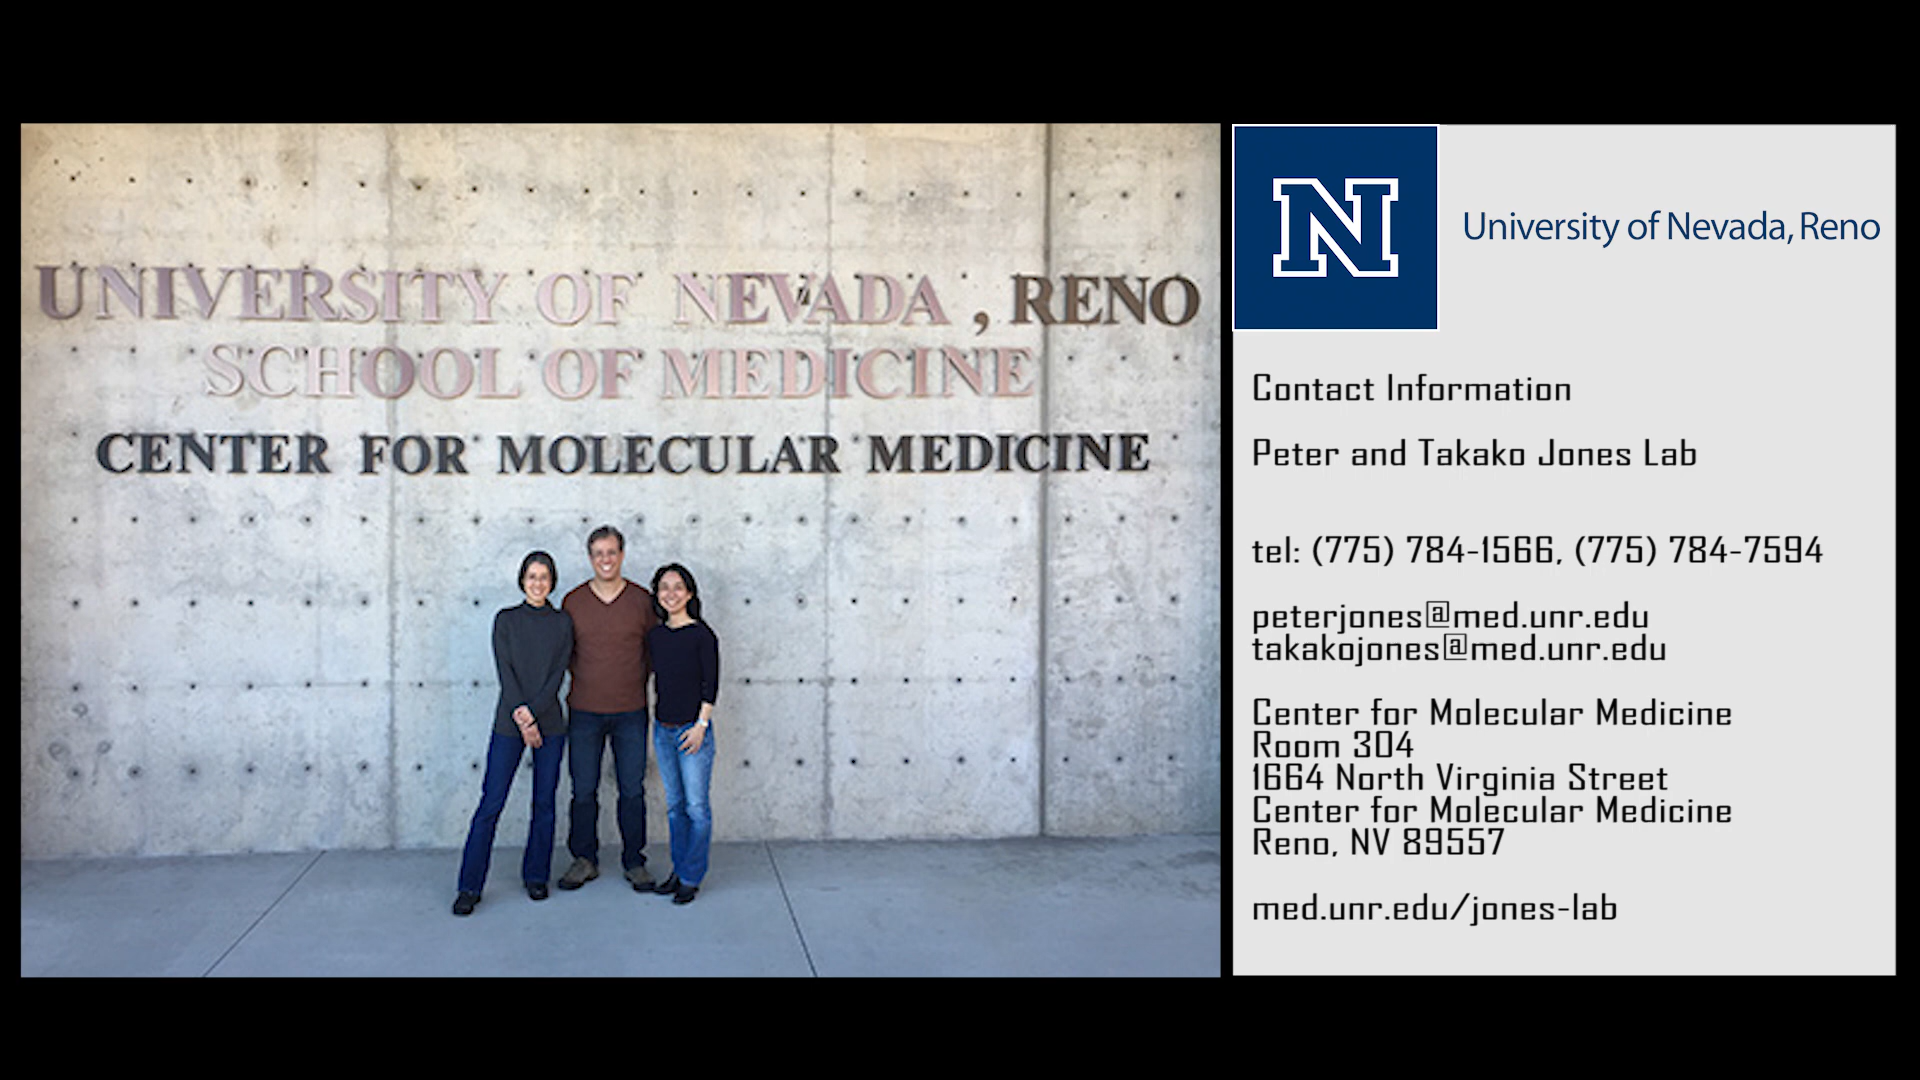 UNIVERSITY OF NEVADA, RENO
SCHOOL OF MEDICINE
CENTER FOR MOLECULAR MEDICINE
N
University of Nevada, Reno
Contact Information
Peter and Takako Jones Lab
tel: (775) 784-1566, (775) 784-7594
peterjones@med.unr.edu
takakojones@med.unr.edu
Center for Molecular Medicine
Room 304
1664 North Virginia Street
Center for Molecular Medicine
Reno, NV 89557
med.unr.edu/jones-lab